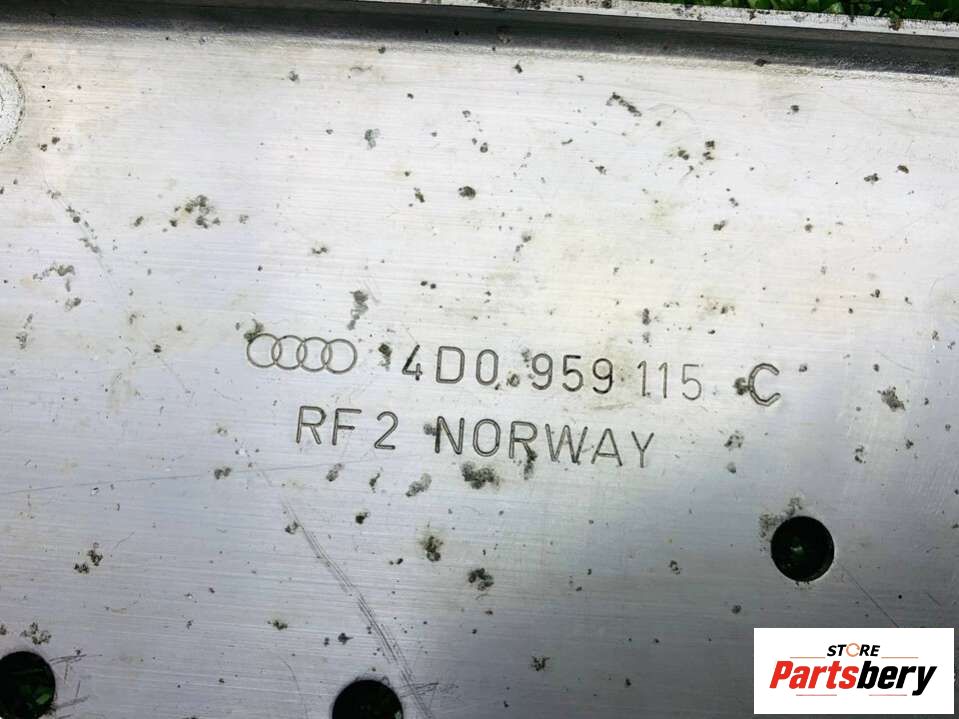 4D0.959 115 C
RF2 NORWAY
STORE
Partsbery